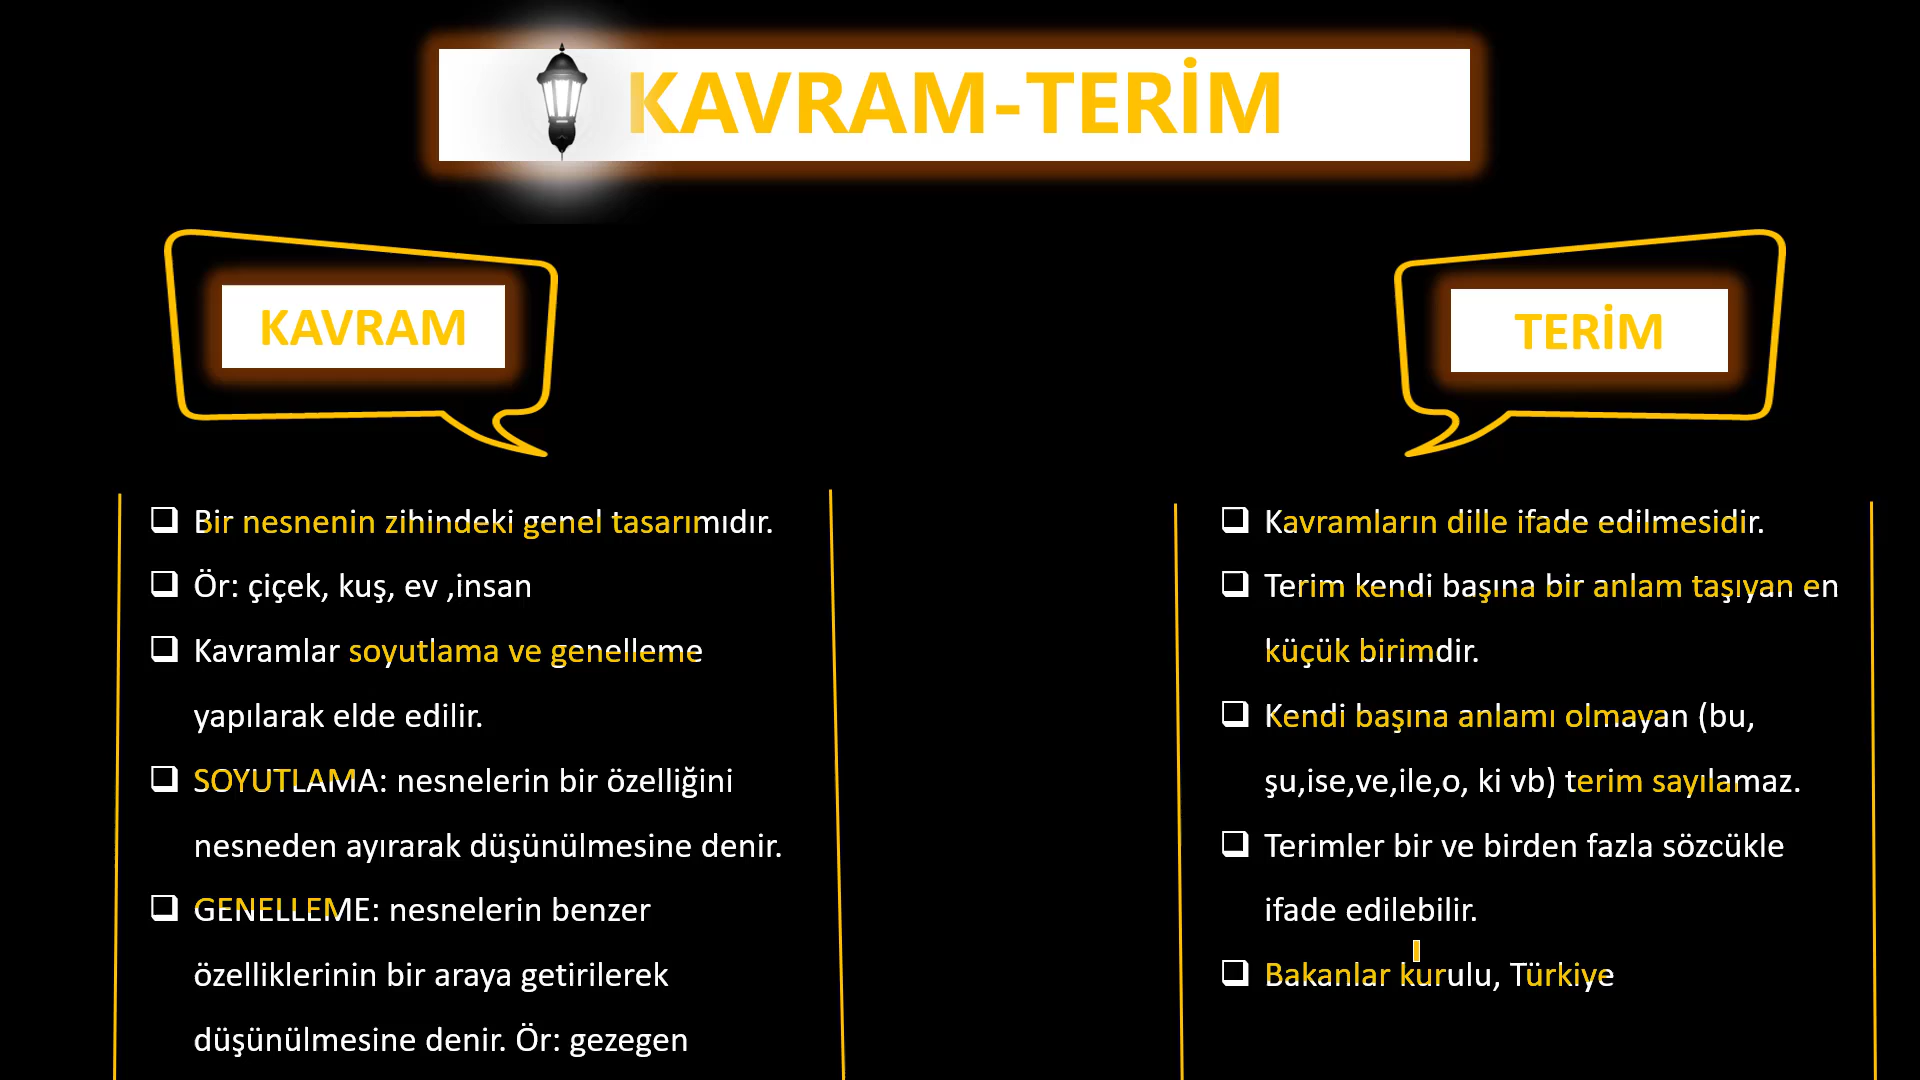 KAVRAM-TERİM
KAVRAM
Bir nesnenin zihindeki genel tasarımıdır.
Ör: çiçek, kuş, ev ,insan
Kavramlar soyutlama ve genelleme
yapılarak elde edilir.
SOYUTLAMA: nesnelerin bir özelliğini
nesneden ayırarak düşünülmesine denir.
GENELLEME: nesnelerin benzer
özelliklerinin bir araya getirilerek
düşünülmesine denir. Ör: gezegen
TERİM
Kavramların dille ifade edilmesidir.
Terim kendi başına bir anlam taşıyan en
küçük birimdir.
Kendi başına anlamı olmayan (bu,
şu,ise,ve,ile,o, ki vb) terim sayılamaz.
Terimler bir ve birden fazla sözcükle
ifade edilebilir.
Bakanlar kurulu, Türkiye